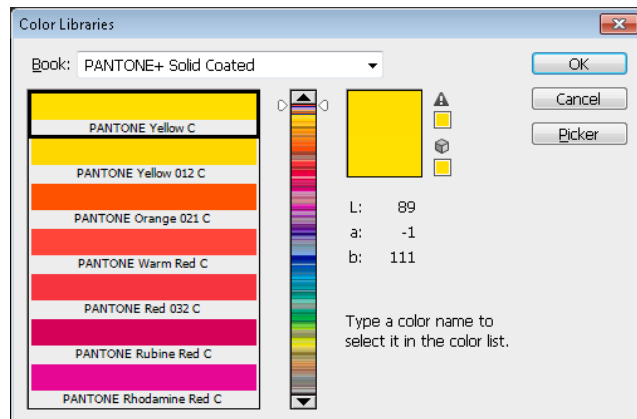 Color Libraries
Book: PANTONE+ Solid Coated
OK
Cancel
Picker
PANTONE Yellow C
PANTONE Yellow 012 C
PANTONE Orange 021 C
PANTONE Warm Red C
PANTONE Red 032 C
PANTONE Rubine Red C
PANTONE Rhodamine Red C
L: 89
a: -1
b: 111
Type a color name to
select it in the color list.